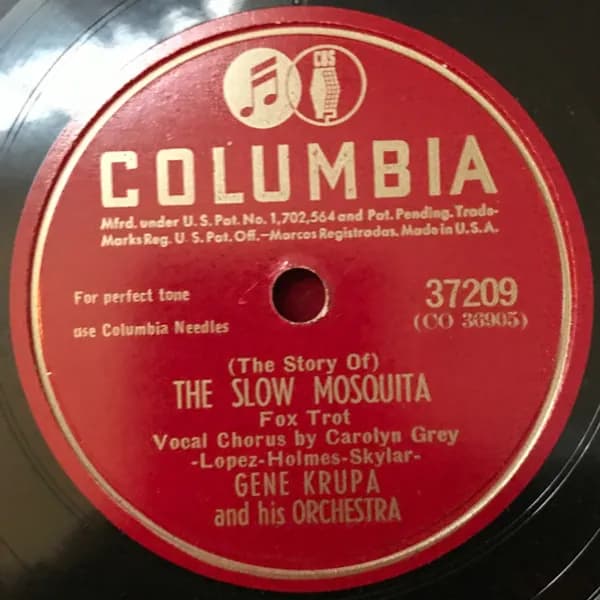 CBS
COLUMBIA
Mfrd. under U.S. Pat. No. 1,702,564 and Pat. Pending. Trade-
Marks Reg. U S. Pat. Off.—Marcas Registradas. Made in U.S.A.
For perfect tone
use Columbia Needles
37209
(CO 36905)
(The Story Of)
THE SLOW MOSQUITA
Fox Trot
Vocal Chorus by Carolyn Grey
-Lopez-Holmes-Skylar-
GENE KRUPA
and his ORCHESTRA